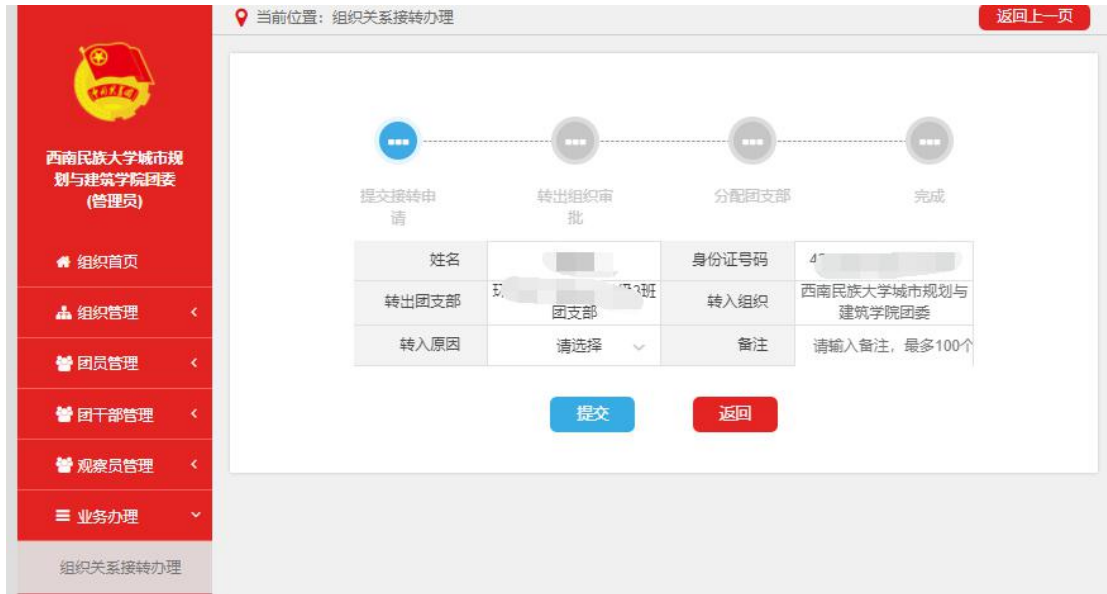 当前位置：组织关系接转办理
返回上一页
西南民族大学城市规
划与建筑学院团委
(管理员)
组织首页
组织管理
团员管理
团干部管理
观察员管理
业务办理
组织关系接转办理
提交接转申
请
转出组织审
批
分配团支部
完成
姓名
身份证号码
转出团支部
3班
团支部
转入组织
西南民族大学城市规划与
建筑学院团委
转入原因
请选择
备注
请输入备注，最多100个
提交
返回